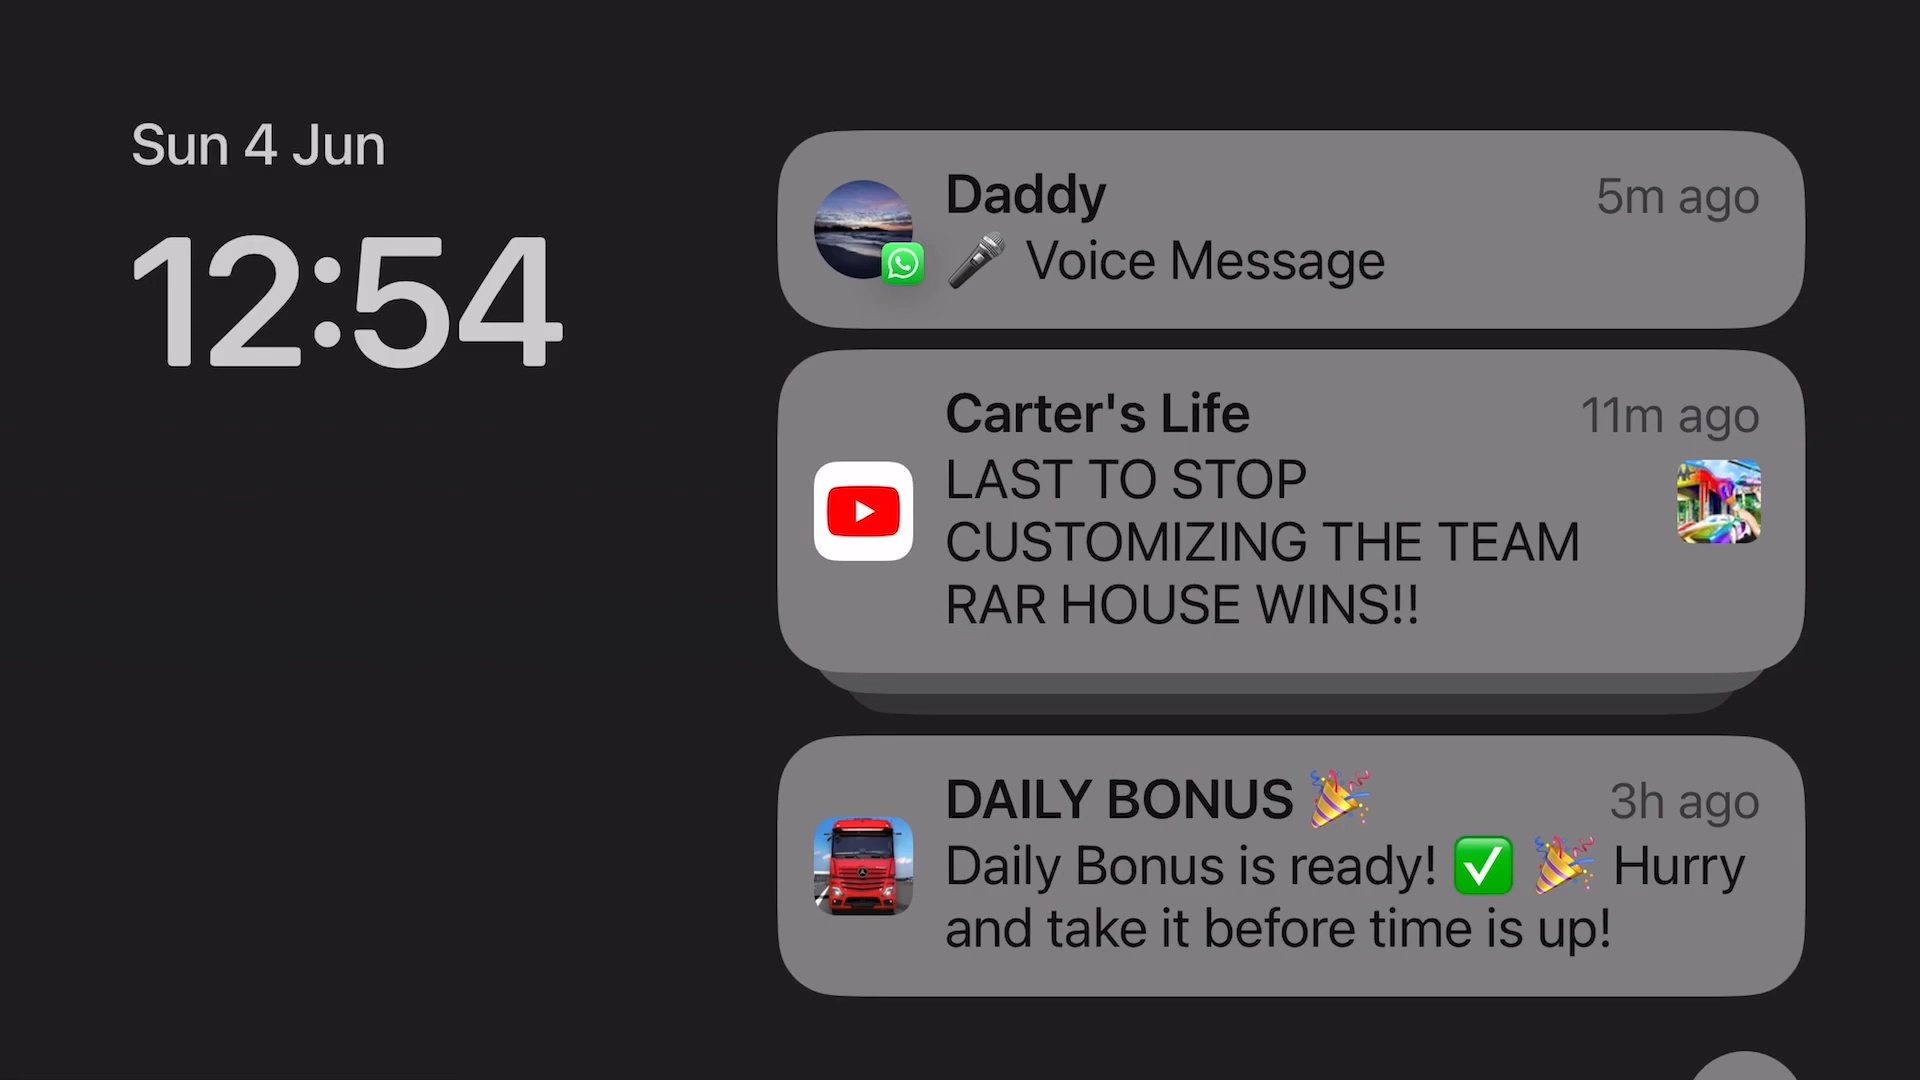 Sun 4 Jun
12:54
Daddy
5m ago
🎤 Voice Message
Carter's Life
11m ago
LAST TO STOP
CUSTOMIZING THE TEAM
RAR HOUSE WINS!!
DAILY BONUS 🎉
3h ago
Daily Bonus is ready! ✅ 🎉 Hurry
and take it before time is up!